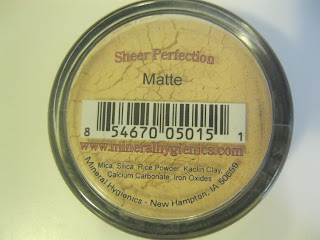 Sheer Perfection
Matte
8 54670 05015 1
www.mineralhygienics.com
Mica, Silica, Rice Powder, Kaolin Clay,
Calcium Carbonate, Iron Oxides
Mineral Hygienics - New Hampton, IA 50659